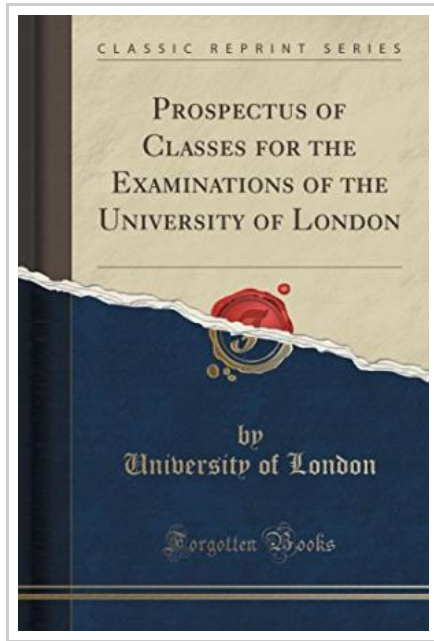 CLASSIC REPRINT SERIES
PROSPECTUS OF
CLASSES FOR THE
EXAMINATIONS OF THE
UNIVERSITY OF LONDON
by
University of London
Forgotten Books